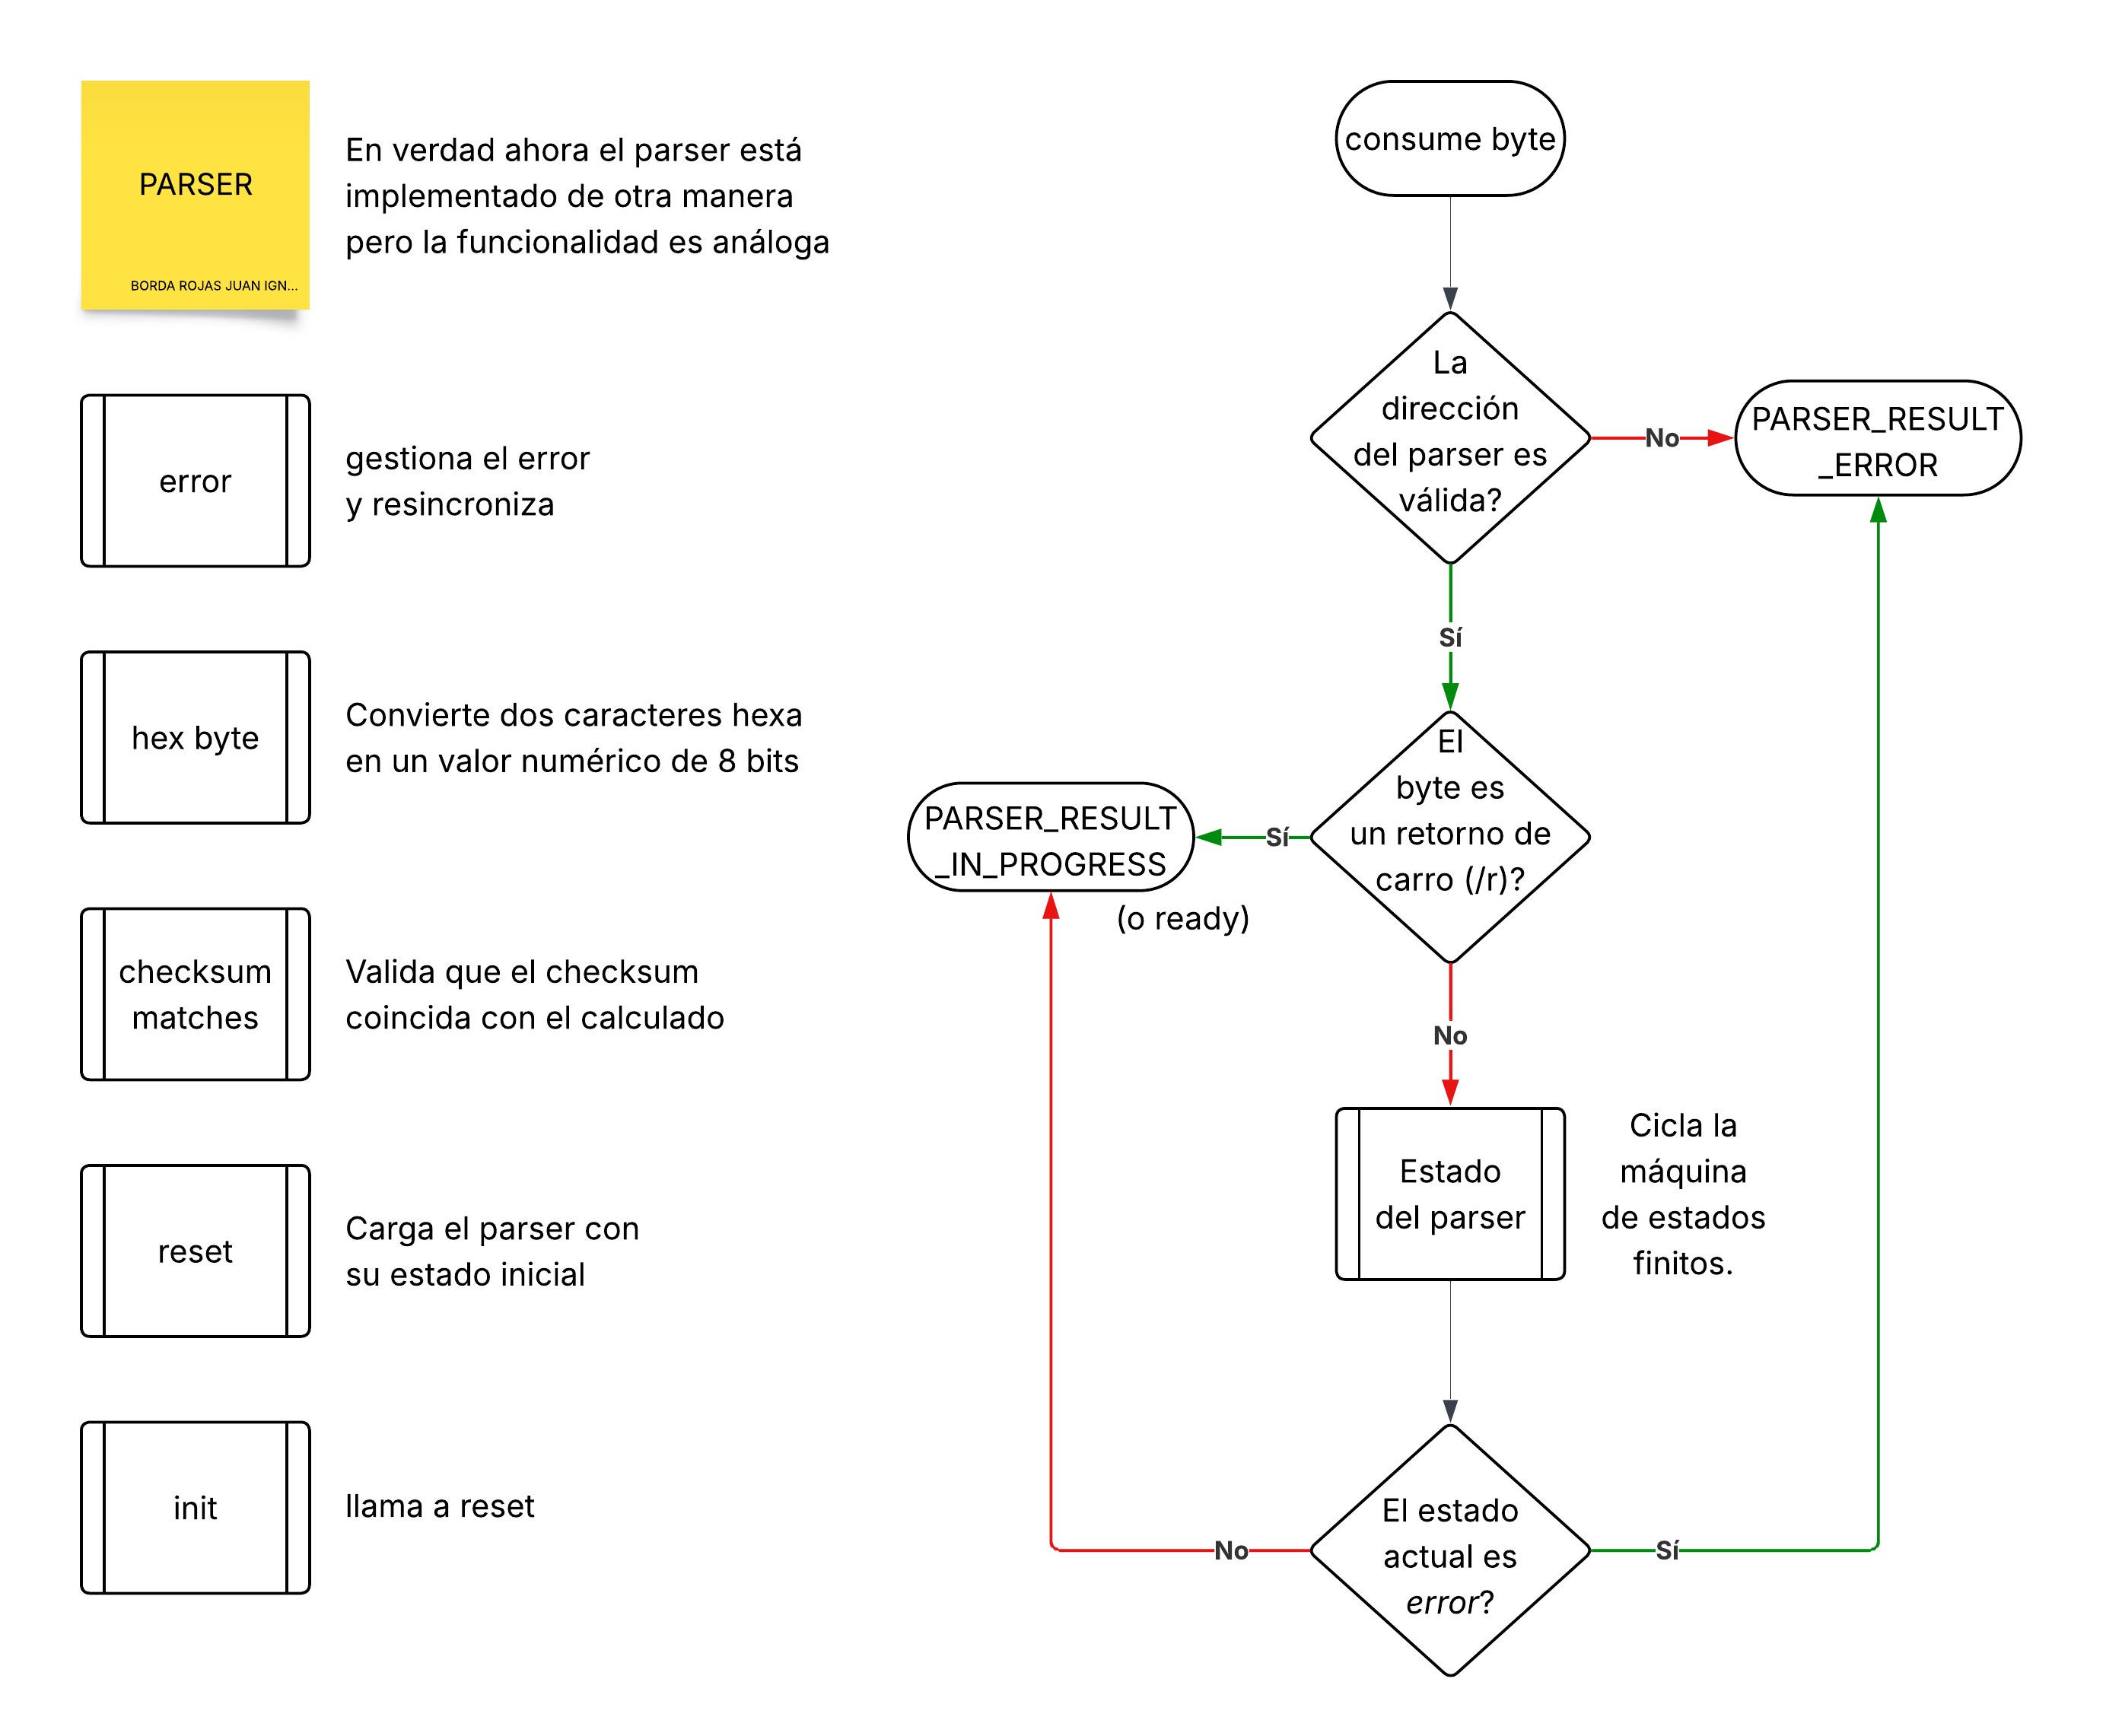 PARSER
BORDA ROJAS JUAN IGN...
En verdad ahora el parser está
implementado de otra manera
pero la funcionalidad es análoga
error
gestiona el error
y resincroniza
hex byte
Convierte dos caracteres hexa
en un valor numérico de 8 bits
checksum
matches
Valida que el checksum
coincida con el calculado
reset
Carga el parser con
su estado inicial
init
llama a reset
consume byte
La
dirección
del parser es
válida?
No
PARSER_RESULT
_ERROR
Sí
El
byte es
un retorno de
carro (/r)?
Sí
PARSER_RESULT
_IN_PROGRESS
(o ready)
No
Estado
del parser
Cicla la
máquina
de estados
finitos.
El estado
actual es
error?
No
Sí